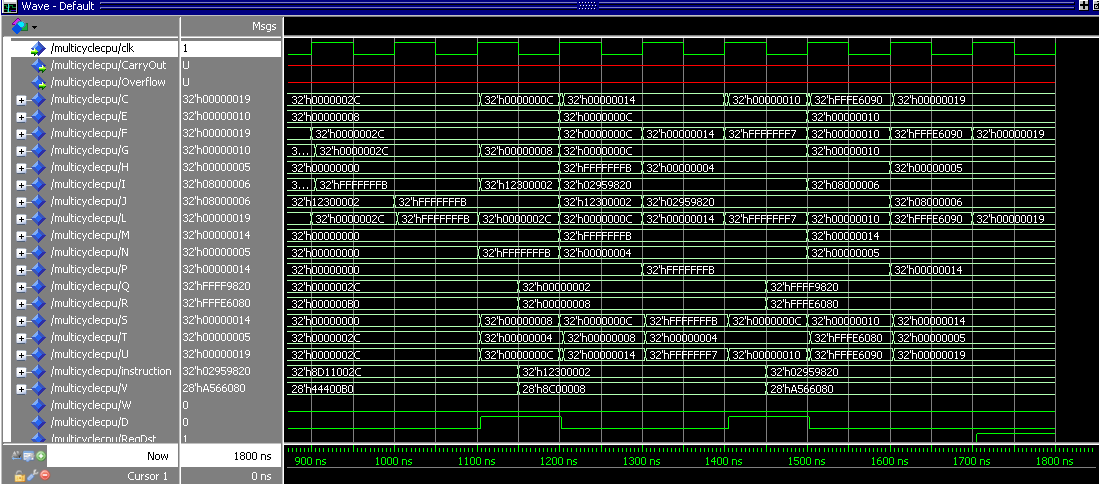 Wave - Default
Msgs
/multicyclecpu/clk 1
/multicyclecpu/CarryOut U
/multicyclecpu/Overflow U
/multicyclecpu/C 32'h00000019 32'h0000002C 32'h0000000C 32'h00000014 32'h00000010 32'hFFFE6090 32'h00000019
/multicyclecpu/E 32'h00000010 32'h00000008 32'h0000000C 32'h00000010
/multicyclecpu/F 32'h00000019 32'h0000002C 32'h0000000C 32'h00000014 32'hFFFFFFF7 32'h00000010 32'hFFFE6090 32'h00000019
/multicyclecpu/G 32'h00000010 3... 32'h0000002C 32'h00000008 32'h0000000C 32'h00000010
/multicyclecpu/H 32'h00000005 32'h00000000 32'hFFFFFFFB 32'h00000004 32'h00000005
/multicyclecpu/I 32'h08000006 3... 32'hFFFFFFFB 32'h12300002 32'h02959820 32'h08000006
/multicyclecpu/J 32'h08000006 32'h12300002 32'hFFFFFFFB 32'h12300002 32'h02959820 32'h08000006
/multicyclecpu/L 32'h00000019 32'h0000002C 32'hFFFFFFFB 32'h0000002C 32'h0000000C 32'h00000014 32'hFFFFFFF7 32'h00000010 32'hFFFE6090 32'h00000019
/multicyclecpu/M 32'h00000014 32'h00000000 32'hFFFFFFFB 32'h00000014
/multicyclecpu/N 32'h00000005 32'h00000000 32'hFFFFFFFB 32'h00000004 32'h00000005
/multicyclecpu/P 32'h00000014 32'h00000000 32'hFFFFFFFB 32'h00000014
/multicyclecpu/Q 32'hFFFF9820 32'h0000002C 32'h00000002 32'hFFFF9820
/multicyclecpu/R 32'hFFFE6080 32'h000000B0 32'h00000008 32'hFFFE6080
/multicyclecpu/S 32'h00000014 32'h00000000 32'h00000008 32'h0000000C 32'hFFFFFFFB 32'h0000000C 32'h00000010 32'h00000014
/multicyclecpu/T 32'h00000005 32'h0000002C 32'h00000004 32'h00000008 32'h00000004 32'hFFFE6080 32'h00000005
/multicyclecpu/U 32'h00000019 32'h0000002C 32'h0000000C 32'h00000014 32'hFFFFFFF7 32'h00000010 32'hFFFE6090 32'h00000019
/multicyclecpu/instruction 32'h02959820 32'h8D11002C 32'h12300002 32'h02959820
/multicyclecpu/V 28'hA566080 28'h44400B0 28'h8C00008 28'hA566080
/multicyclecpu/W 0
/multicyclecpu/D 0
/multicyclecpu/RegDst 1
Now 1800 ns 900 ns 1000 ns 1100 ns 1200 ns 1300 ns 1400 ns 1500 ns 1600 ns 1700 ns 1800 ns
Cursor 1 0 ns